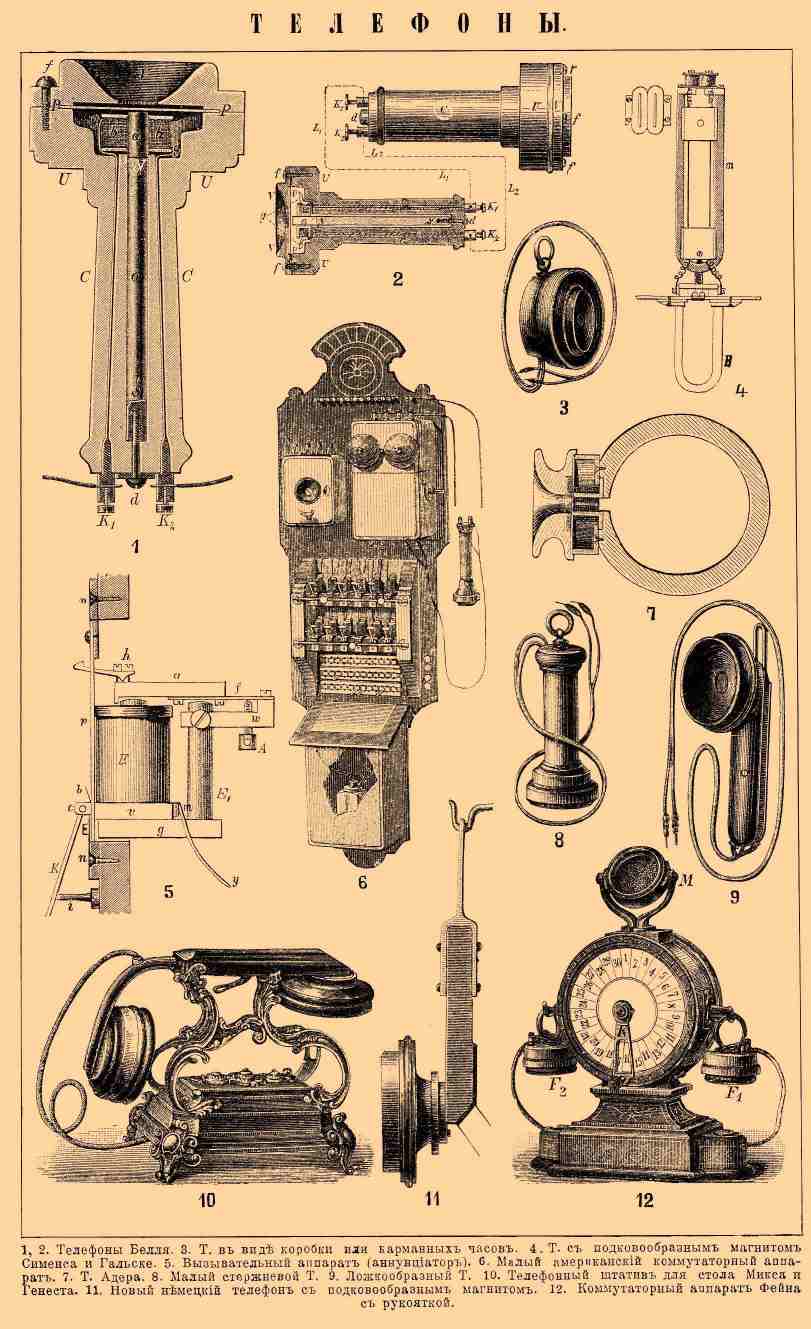 ТЕЛЕФОНЫ.
f
P P
U U
C C
d
K1 K2
1
K1
K2
d
L1
L2
C
r
f
L1
L2
U
K1
K2
d
f
2
3
m
B
4
7
h
a
f
w
A
p
E
E1
b
t
v
m
E
g
K
n
i
y
5
6
8
9
M
F2
F1
10
11
12
1, 2. Телефоны Белля. 3. Т. въ видѣ коробки или карманныхъ часовъ. 4. Т. съ подковообразнымъ магнитомъ
Сименса и Гальске. 5. Вызывательный аппаратъ (аннунціаторъ). 6. Малый американскій коммутаторный аппа-
ратъ. 7. Т. Адера. 8. Малый стержневой Т. 9. Ложкообразный Т. 10. Телефонный штативъ для стола Микса и
Генеста. 11. Новый нѣмецкій телефонъ съ подковообразнымъ магнитомъ. 12. Коммутаторный аппаратъ Фейна
съ рукояткой.